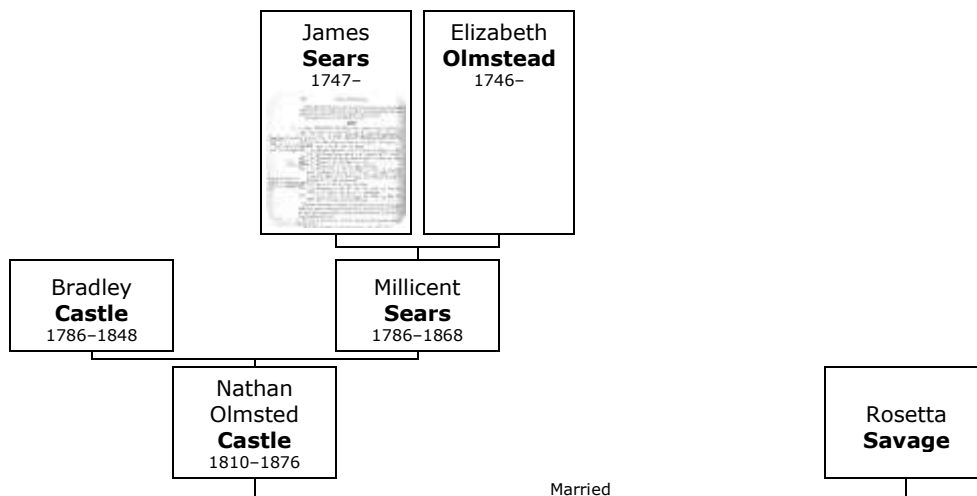 James
Sears
1747–
Elizabeth
Olmstead
1746–
Bradley
Castle
1786–1848
Millicent
Sears
1786–1868
Nathan
Olmsted
Castle
1810–1876
Rosetta
Savage
Married